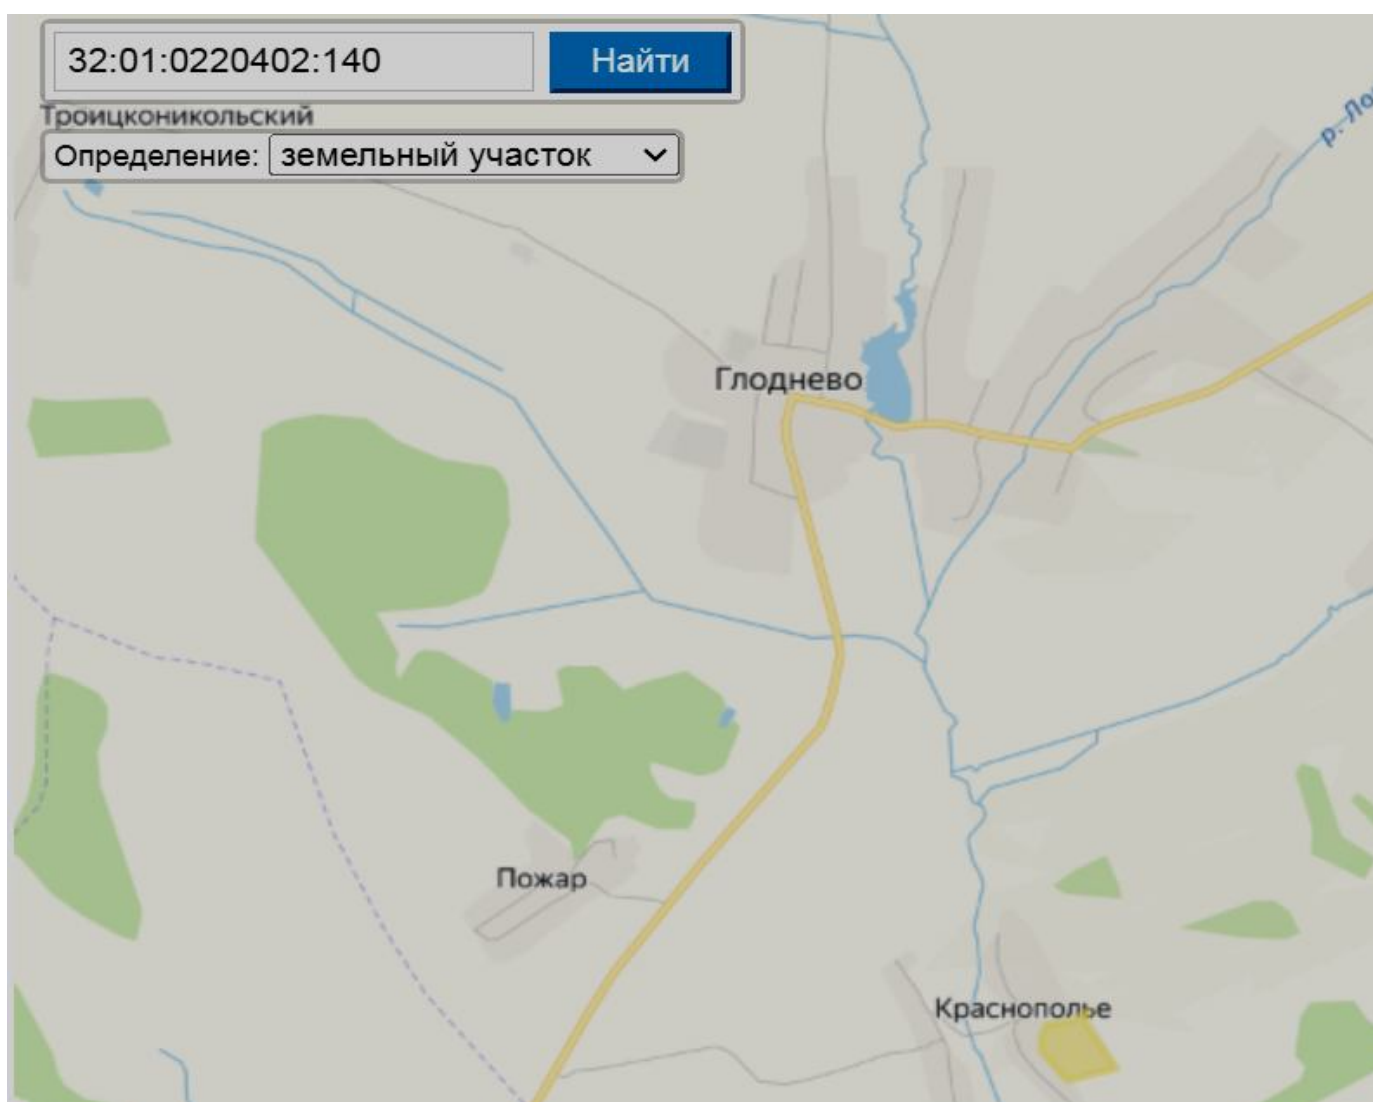 32:01:0220402:140
Найти
Троицконикольский
Определение: земельный участок
Глоднево
Пожар
Краснополье